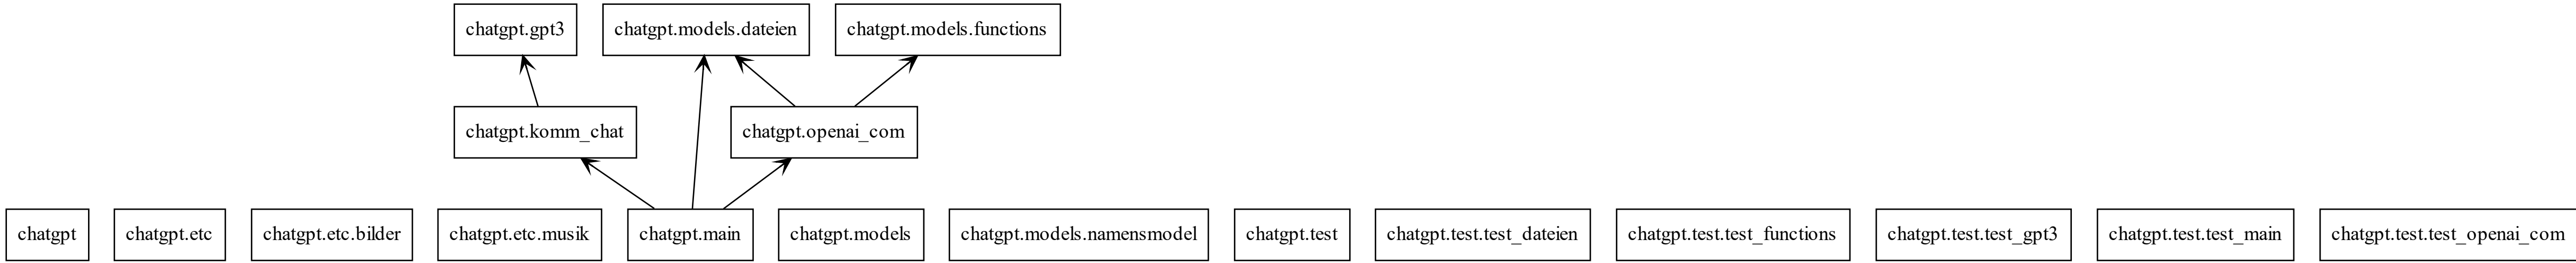 chatgpt.gpt3
chatgpt.models.dateien
chatgpt.models.functions
chatgpt.komm_chat
chatgpt.openai_com
chatgpt
chatgpt.etc
chatgpt.etc.bilder
chatgpt.etc.musik
chatgpt.main
chatgpt.models
chatgpt.models.namensmodel
chatgpt.test
chatgpt.test.test_dateien
chatgpt.test.test_functions
chatgpt.test.test_gpt3
chatgpt.test.test_main
chatgpt.test.test_openai_com